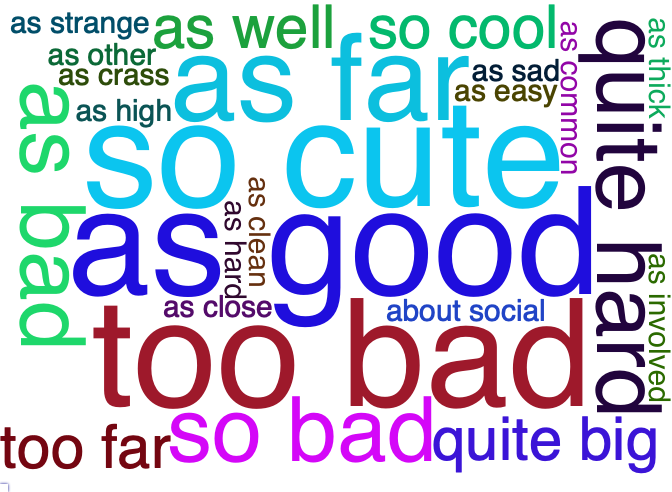 as strange
as well
so cool
as other
as crass
as far
as sad
as easy
as common
quite hard
as thick
as high
as bad
so cute
as clean
as hard
as good
as involved
as close
about social
too bad
too far
so bad
quite big